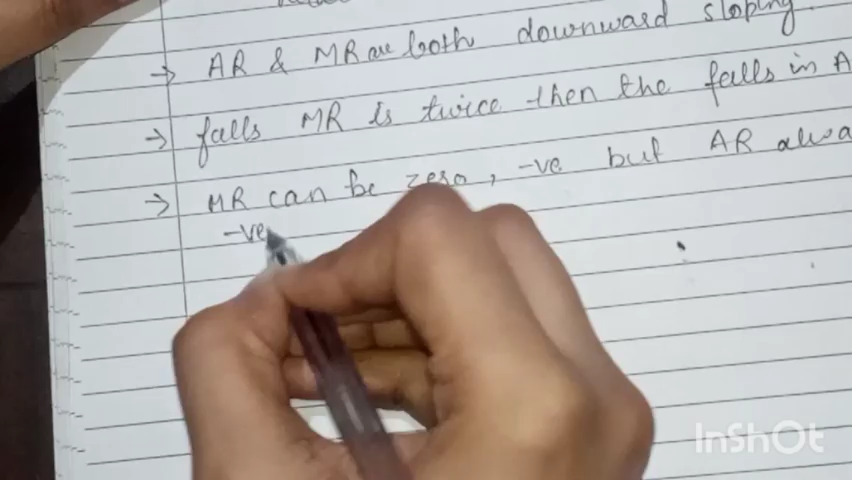 → AR & MR are both downward sloping.
→ falls MR is twice then the falls in A
→ MR can be zero, -ve but AR alwa
-ve
InShOt